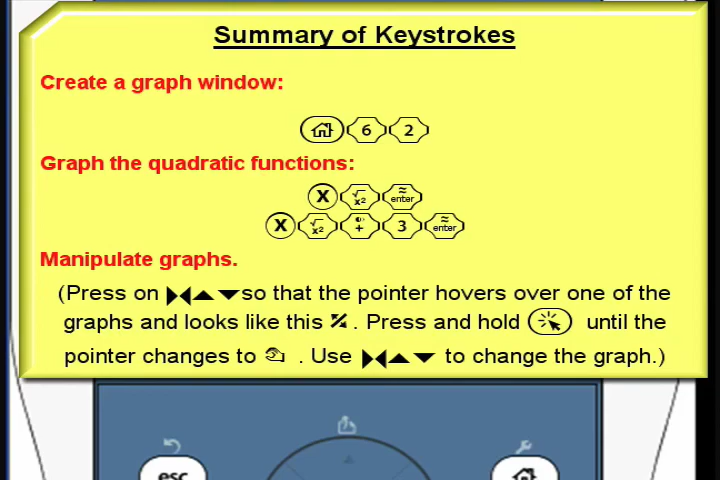 Summary of Keystrokes
Create a graph window:
6 2
Graph the quadratic functions:
X √ x² ≈ enter
X √ x² + 3 ≈ enter
Manipulate graphs.
(Press on so that the pointer hovers over one of the
graphs and looks like this . Press and hold until the
pointer changes to . Use to change the graph.)
esc